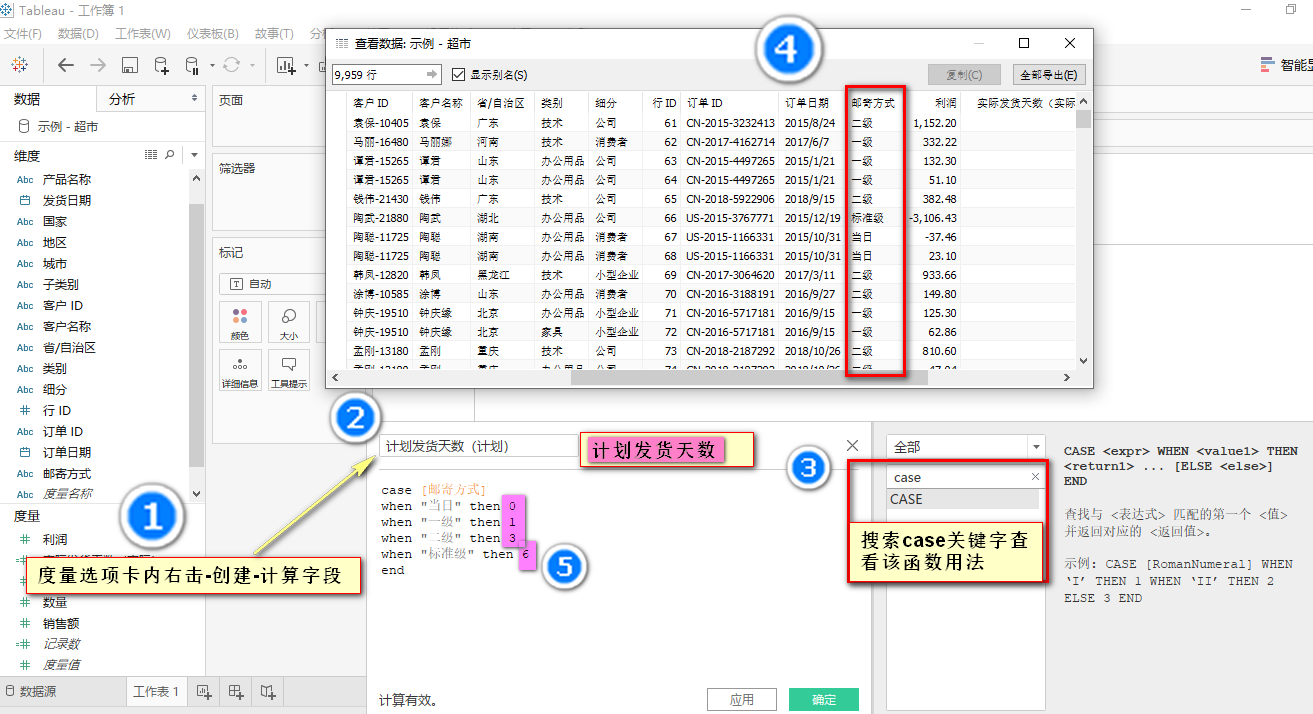 Tableau - 工作簿 1
文件(F) 数据(D) 工作表(W) 仪表板(B) 故事(T)
智能显
数据 分析
示例 - 超市
维度
Abc 产品名称
发货日期
Abc 国家
Abc 地区
Abc 城市
Abc 子类别
Abc 客户 ID
Abc 客户名称
Abc 省/自治区
Abc 类别
Abc 细分
# 行 ID
Abc 订单 ID
订单日期
Abc 邮寄方式
Abc 度量名称
度量
# 利润
# 数量
# 销售额
=# 记录数
# 度量值
1
度量选项卡内右击-创建-计算字段
页面
筛选器
标记
自动
颜色
大小
详细信息
工具提示
查看数据: 示例 - 超市
4
9,959 行
显示别名(S)
复制(C)
全部导出(E)
客户 ID 客户名称 省/自治区 类别 细分 行 ID 订单 ID 订单日期 邮寄方式 利润 实际发货天数（实际
袁保-10405 袁保 广东 技术 公司 61 CN-2015-3232413 2015/8/24 二级 1,152.20
马丽-16480 马丽娜 河南 技术 消费者 62 CN-2017-4162714 2017/6/7 一级 332.22
谭君-15265 谭君 山东 办公用品 公司 63 CN-2015-4497265 2015/1/21 一级 132.30
谭君-15265 谭君 山东 办公用品 公司 64 CN-2015-4497265 2015/1/21 一级 51.10
钱伟-21430 钱伟 广东 技术 公司 65 CN-2018-5922906 2018/9/15 二级 382.48
陶武-21880 陶武 湖北 办公用品 公司 66 US-2015-3767771 2015/12/19 标准级 -3,106.43
陶聪-11725 陶聪 湖南 办公用品 消费者 67 US-2015-1166331 2015/10/31 当日 -37.46
陶聪-11725 陶聪 湖南 办公用品 消费者 68 US-2015-1166331 2015/10/31 当日 23.10
韩凤-12820 韩凤 黑龙江 技术 小型企业 69 CN-2017-3064620 2017/3/11 二级 933.66
涂博-10585 涂博 山东 办公用品 消费者 70 CN-2016-3188191 2016/9/27 二级 149.80
钟庆-19510 钟庆缘 北京 办公用品 小型企业 71 CN-2016-5717181 2016/9/15 一级 125.30
钟庆-19510 钟庆缘 北京 家具 小型企业 72 CN-2016-5717181 2016/9/15 一级 62.86
孟刚-13180 孟刚 重庆 技术 公司 73 CN-2018-2187292 2018/10/26 二级 810.60
2
计划发货天数（计划）
计划发货天数
3
case [邮寄方式]
when "当日" then 0
when "一级" then 1
when "二级" then 3
when "标准级" then 6
end
5
计算有效。
应用
确定
全部
case
CASE
搜索case关键字查
看该函数用法
CASE <expr> WHEN <value1> THEN
<return1> ... [ELSE <else>]
END
查找与 <表达式> 匹配的第一个 <值>
并返回对应的 <返回值>。
示例: CASE [RomanNumeral] WHEN
‘I’ THEN 1 WHEN ‘II’ THEN 2
ELSE 3 END
数据源
工作表 1